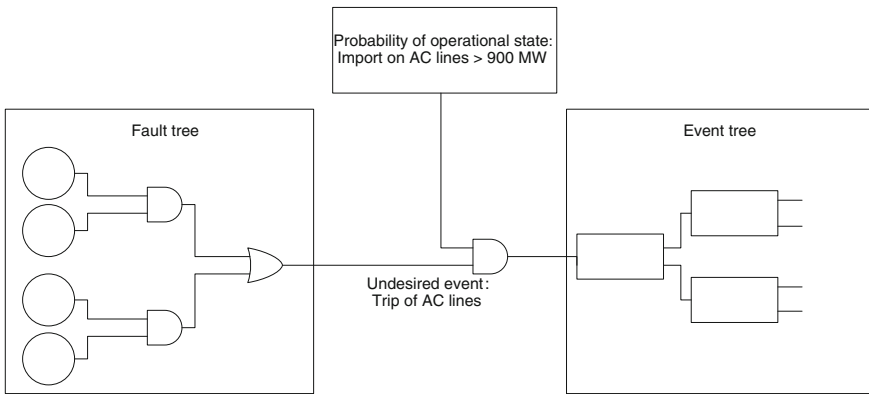 Probability of operational state:
Import on AC lines > 900 MW
Fault tree
Event tree
Undesired event:
Trip of AC lines